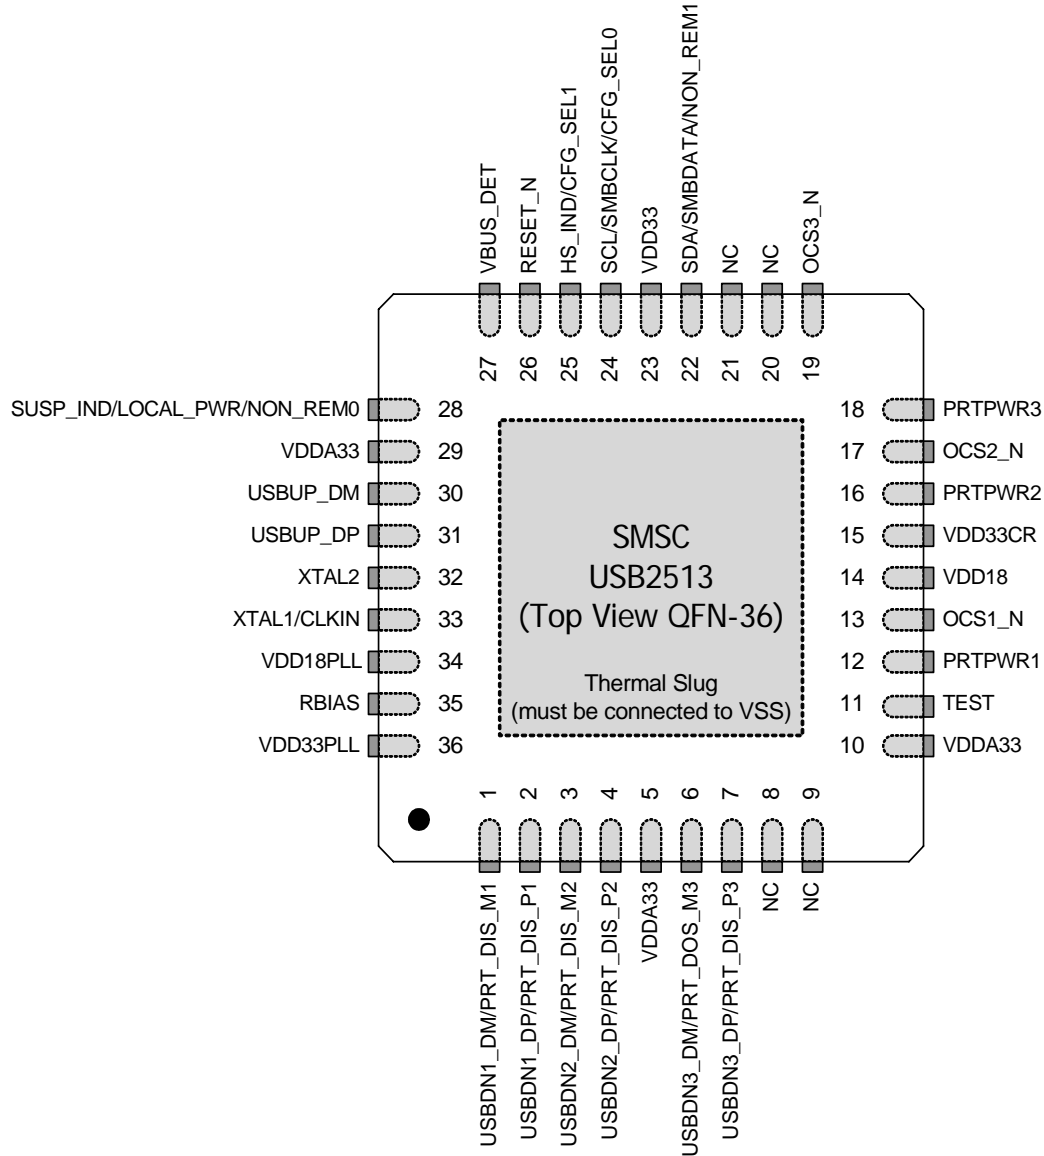 VBUS_DET
RESET_N
HS_IND/CFG_SEL1
SCL/SMBCLK/CFG_SEL0
VDD33
SDA/SMBDATA/NON_REM1
NC
NC
OCS3_N
27
26
25
24
23
22
21
20
19
SUSP_IND/LOCAL_PWR/NON_REM0 28
VDDA33 29
USBUP_DM 30
USBUP_DP 31
XTAL2 32
XTAL1/CLKIN 33
VDD18PLL 34
RBIAS 35
VDD33PLL 36
SMSC
USB2513
(Top View QFN-36)
Thermal Slug
(must be connected to VSS)
18 PRTPWR3
17 OCS2_N
16 PRTPWR2
15 VDD33CR
14 VDD18
13 OCS1_N
12 PRTPWR1
11 TEST
10 VDDA33
1
2
3
4
5
6
7
8
9
USBDN1_DM/PRT_DIS_M1
USBDN1_DP/PRT_DIS_P1
USBDN2_DM/PRT_DIS_M2
USBDN2_DP/PRT_DIS_P2
VDDA33
USBDN3_DM/PRT_DOS_M3
USBDN3_DP/PRT_DIS_P3
NC
NC